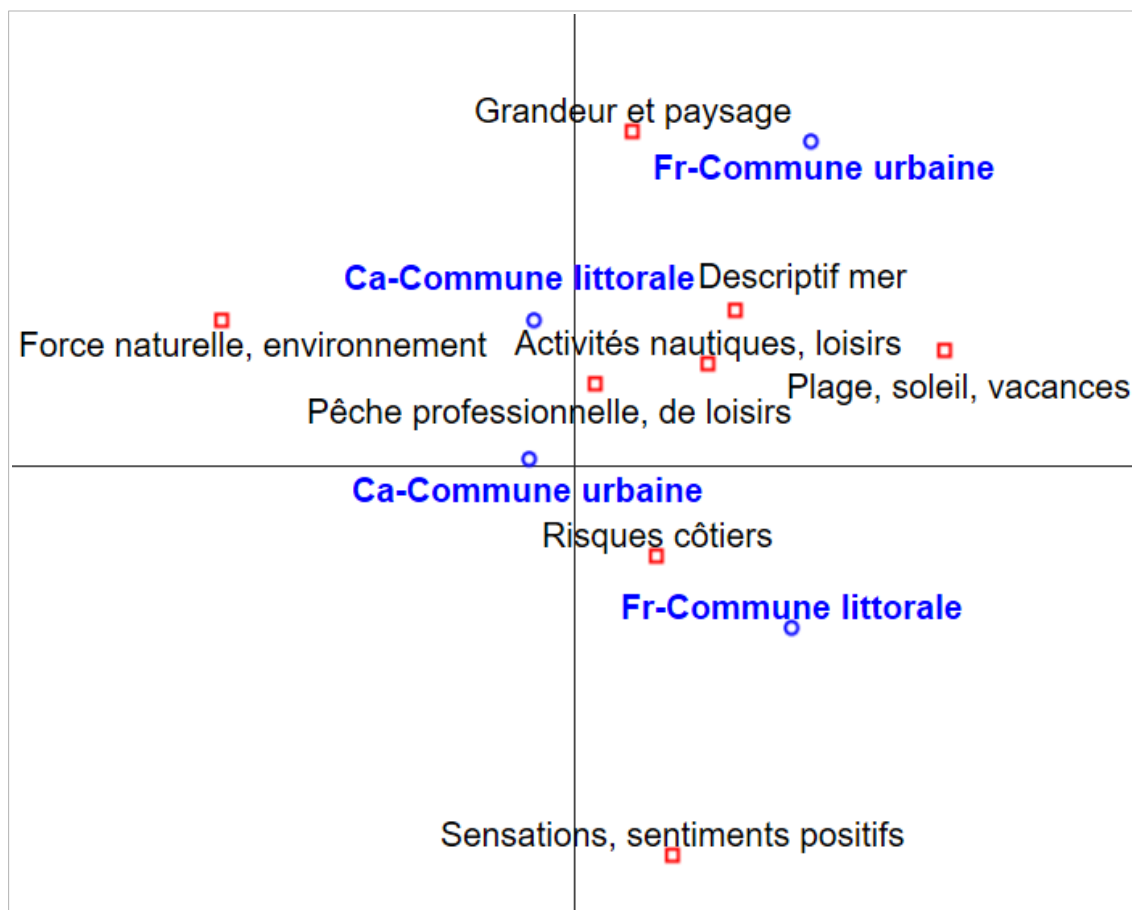 Grandeur et paysage
Fr-Commune urbaine
Ca-Commune littorale
Descriptif mer
Force naturelle, environnement
Activités nautiques, loisirs
Plage, soleil, vacances
Pêche professionnelle, de loisirs
Ca-Commune urbaine
Risques côtiers
Fr-Commune littorale
Sensations, sentiments positifs